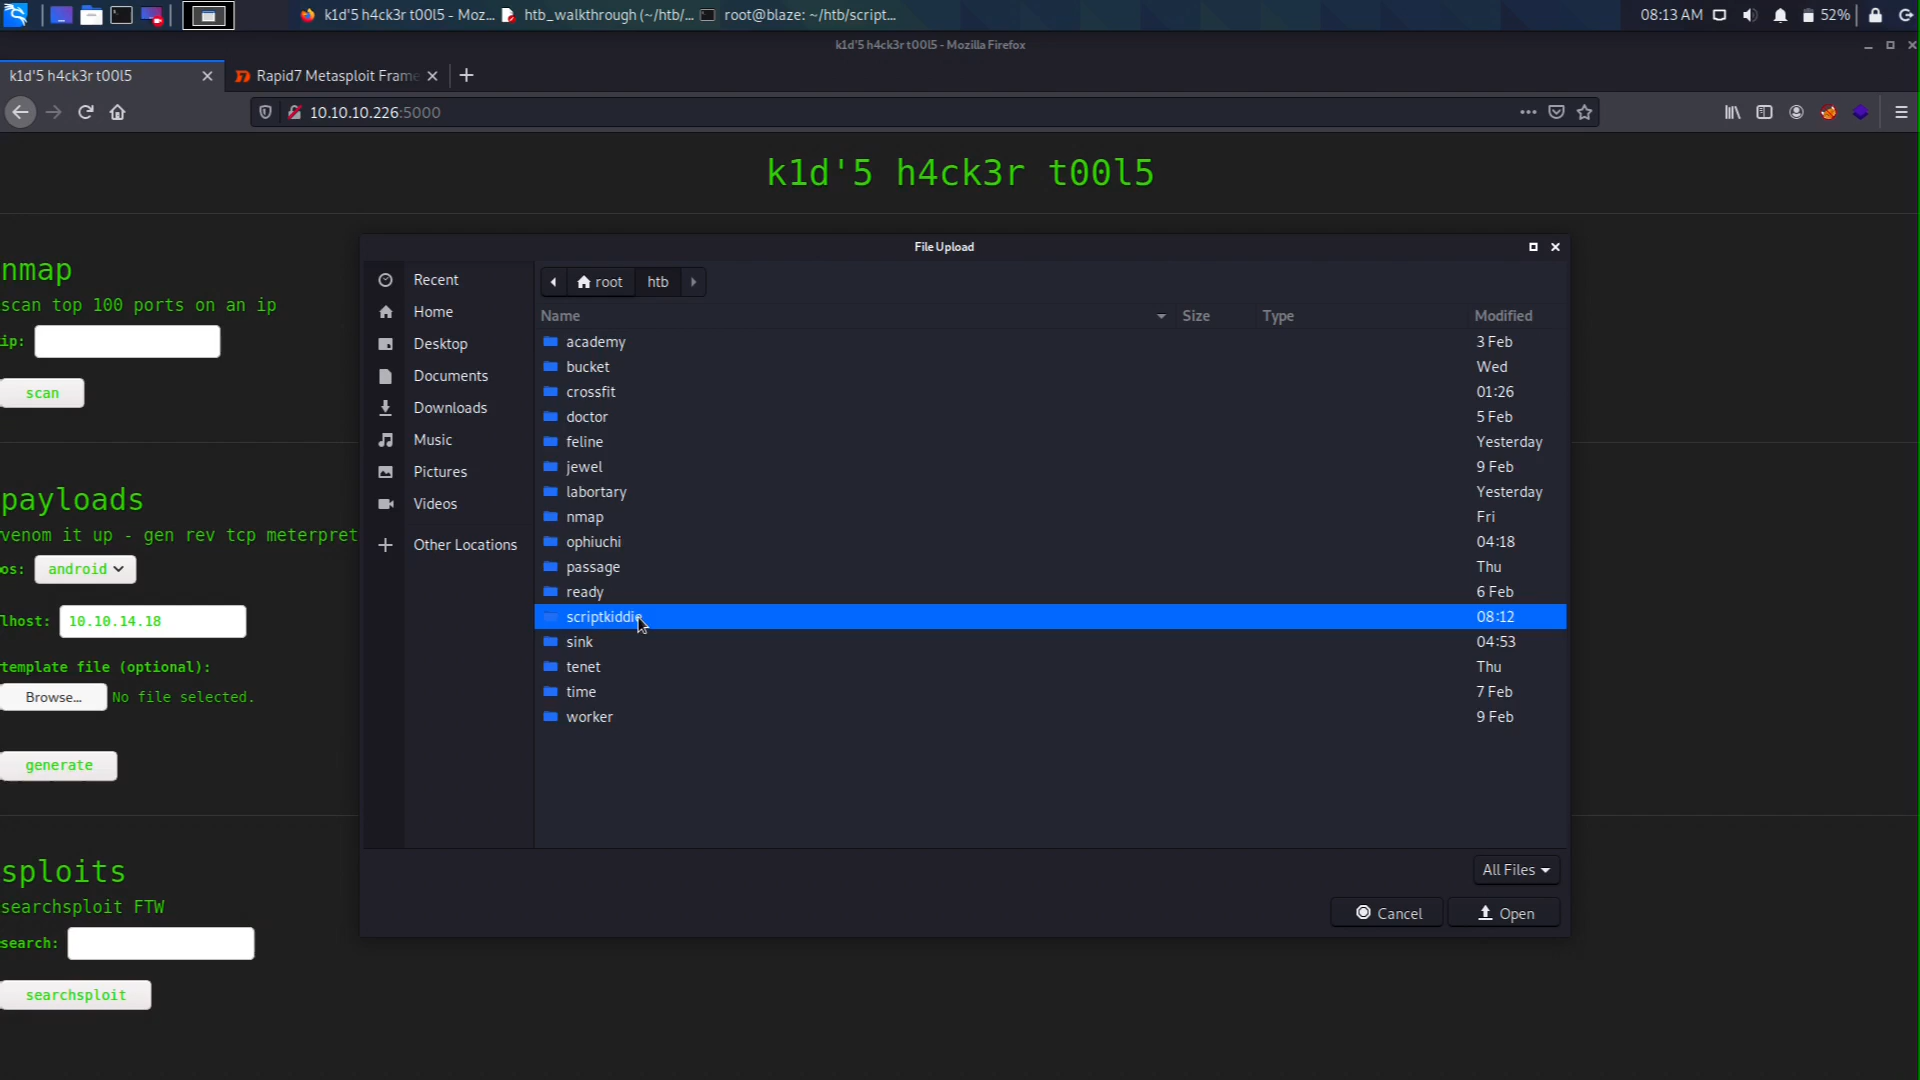 k1d'5 h4ck3r t00l5 - Moz... htb_walkthrough (~/htb/... root@blaze: ~/htb/script... 08:13 AM 52%
k1d'5 h4ck3r t00l5 - Mozilla Firefox
k1d'5 h4ck3r t00l5 Rapid7 Metasploit Frame
10.10.10.226:5000
k1d'5 h4ck3r t00l5
nmap
scan top 100 ports on an ip
ip:
scan
payloads
venom it up - gen rev tcp meterpret
os: android
lhost: 10.10.14.18
template file (optional):
Browse... No file selected.
generate
sploits
searchsploit FTW
search:
searchsploit
File Upload
Recent
Home
Desktop
Documents
Downloads
Music
Pictures
Videos
Other Locations
root htb
Name Size Type Modified
academy 3 Feb
bucket Wed
crossfit 01:26
doctor 5 Feb
feline Yesterday
jewel 9 Feb
labortary Yesterday
nmap Fri
ophiuchi 04:18
passage Thu
ready 6 Feb
scriptkiddie 08:12
sink 04:53
tenet Thu
time 7 Feb
worker 9 Feb
All Files
Cancel Open